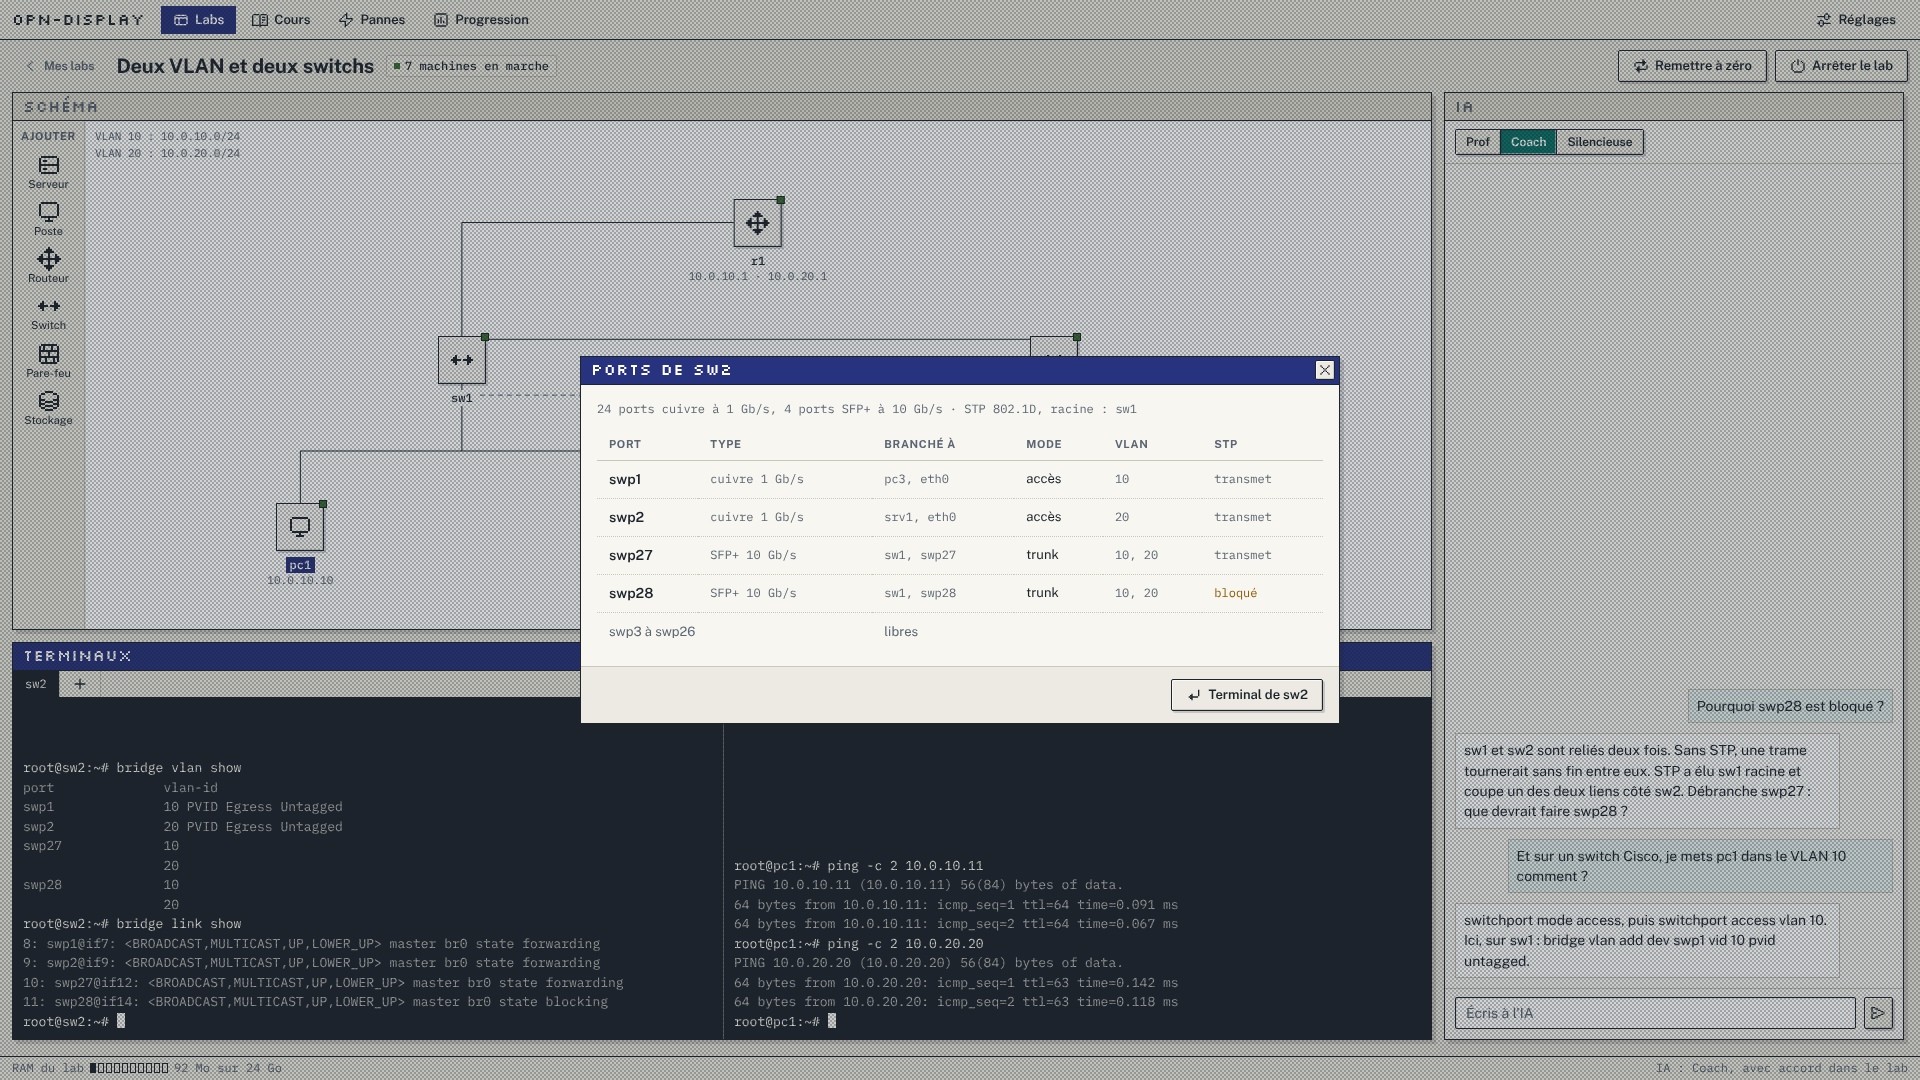 OPN-DISPLAY
Labs
Cours
Pannes
Progression
Réglages
Mes labs
Deux VLAN et deux switchs
7 machines en marche
Remettre à zéro
Arrêter le lab
SCHÉMA
AJOUTER
Serveur
Poste
Routeur
Switch
Pare-feu
Stockage
VLAN 10 : 10.0.10.0/24
VLAN 20 : 10.0.20.0/24
r1
10.0.10.1 · 10.0.20.1
sw1
pc1
10.0.10.10
PORTS DE SW2
24 ports cuivre à 1 Gb/s, 4 ports SFP+ à 10 Gb/s · STP 802.1D, racine : sw1
PORT TYPE BRANCHÉ À MODE VLAN STP
swp1 cuivre 1 Gb/s pc3, eth0 accès 10 transmet
swp2 cuivre 1 Gb/s srv1, eth0 accès 20 transmet
swp27 SFP+ 10 Gb/s sw1, swp27 trunk 10, 20 transmet
swp28 SFP+ 10 Gb/s sw1, swp28 trunk 10, 20 bloqué
swp3 à swp26 libres
Terminal de sw2
TERMINAUX
sw2
root@sw2:~# bridge vlan show
port vlan-id
swp1 10 PVID Egress Untagged
swp2 20 PVID Egress Untagged
swp27 10
20
swp28 10
20
root@sw2:~# bridge link show
8: swp1@if7: <BROADCAST,MULTICAST,UP,LOWER_UP> master br0 state forwarding
9: swp2@if9: <BROADCAST,MULTICAST,UP,LOWER_UP> master br0 state forwarding
10: swp27@if12: <BROADCAST,MULTICAST,UP,LOWER_UP> master br0 state forwarding
11: swp28@if14: <BROADCAST,MULTICAST,UP,LOWER_UP> master br0 state blocking
root@sw2:~#
root@pc1:~# ping -c 2 10.0.10.11
PING 10.0.10.11 (10.0.10.11) 56(84) bytes of data.
64 bytes from 10.0.10.11: icmp_seq=1 ttl=64 time=0.091 ms
64 bytes from 10.0.10.11: icmp_seq=2 ttl=64 time=0.067 ms
root@pc1:~# ping -c 2 10.0.20.20
PING 10.0.20.20 (10.0.20.20) 56(84) bytes of data.
64 bytes from 10.0.20.20: icmp_seq=1 ttl=63 time=0.142 ms
64 bytes from 10.0.20.20: icmp_seq=2 ttl=63 time=0.118 ms
root@pc1:~#
IA
Prof
Coach
Silencieuse
Pourquoi swp28 est bloqué ?
sw1 et sw2 sont reliés deux fois. Sans STP, une trame
tournerait sans fin entre eux. STP a élu sw1 racine et
coupe un des deux liens côté sw2. Débranche swp27 :
que devrait faire swp28 ?
Et sur un switch Cisco, je mets pc1 dans le VLAN 10
comment ?
switchport mode access, puis switchport access vlan 10.
Ici, sur sw1 : bridge vlan add dev swp1 vid 10 pvid
untagged.
Écris à l'IA
RAM du lab
92 Mo sur 24 Go
IA : Coach, avec accord dans le lab